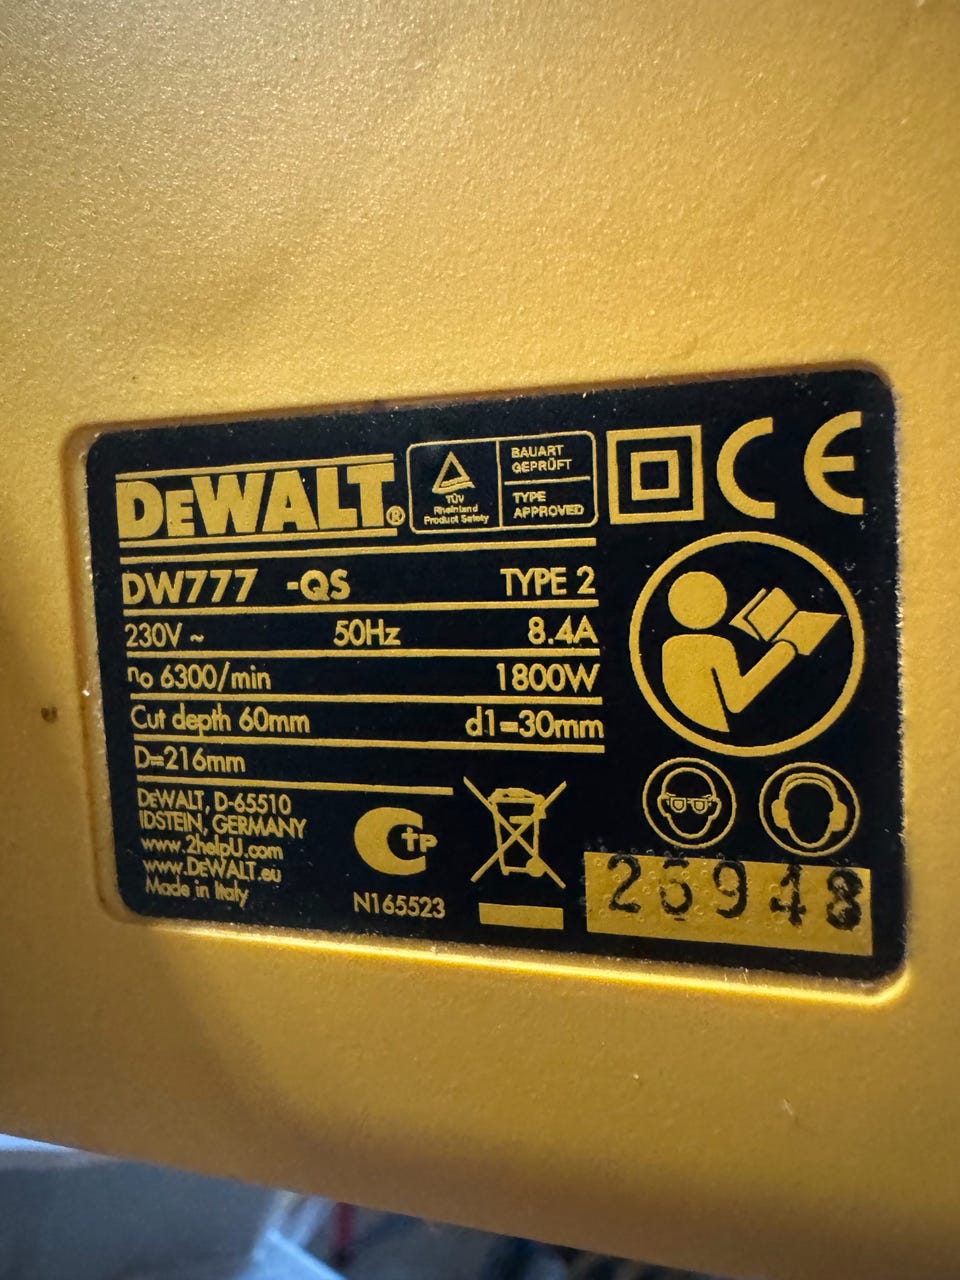 DEWALT®
TÜV
Rheinland
Product Safety
BAUART
GEPRÜFT
TYPE
APPROVED
CE
DW777 -QS TYPE 2
230V ~ 50Hz 8.4A
no 6300/min 1800W
Cut depth 60mm d1=30mm
D=216mm
DEWALT, D-65510
IDSTEIN, GERMANY
www.2helpU.com
www.DEWALT.eu
Made in Italy
Ctp
N165523